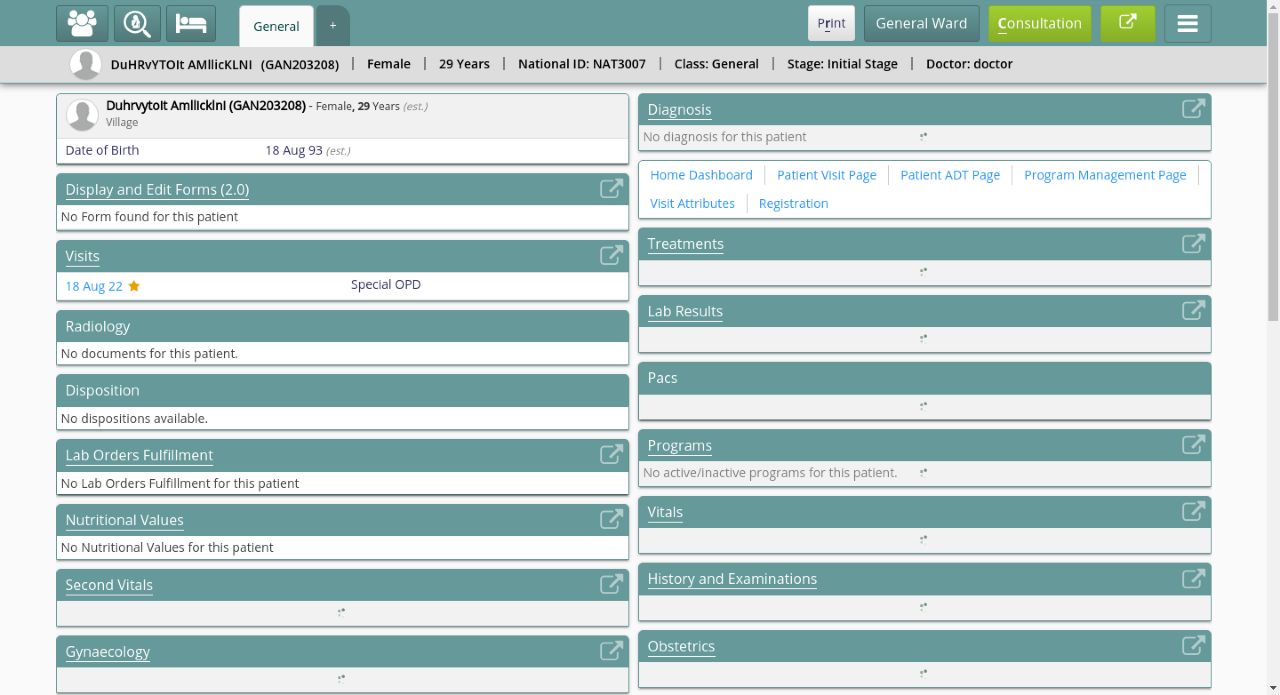 General
+
Print
General Ward
Consultation
DuHRvYTOIt AMlIicKLNI (GAN203208) | Female | 29 Years | National ID: NAT3007 | Class: General | Stage: Initial Stage | Doctor: doctor
Duhrvytoit Amliicklni (GAN203208) - Female, 29 Years (est.)
Village
Date of Birth 18 Aug 93 (est.)
Display and Edit Forms (2.0)
No Form found for this patient
Visits
18 Aug 22 Special OPD
Radiology
No documents for this patient.
Disposition
No dispositions available.
Lab Orders Fulfillment
No Lab Orders Fulfillment for this patient
Nutritional Values
No Nutritional Values for this patient
Second Vitals
Gynaecology
Diagnosis
No diagnosis for this patient
Home Dashboard Patient Visit Page Patient ADT Page Program Management Page
Visit Attributes Registration
Treatments
Lab Results
Pacs
Programs
No active/inactive programs for this patient.
Vitals
History and Examinations
Obstetrics